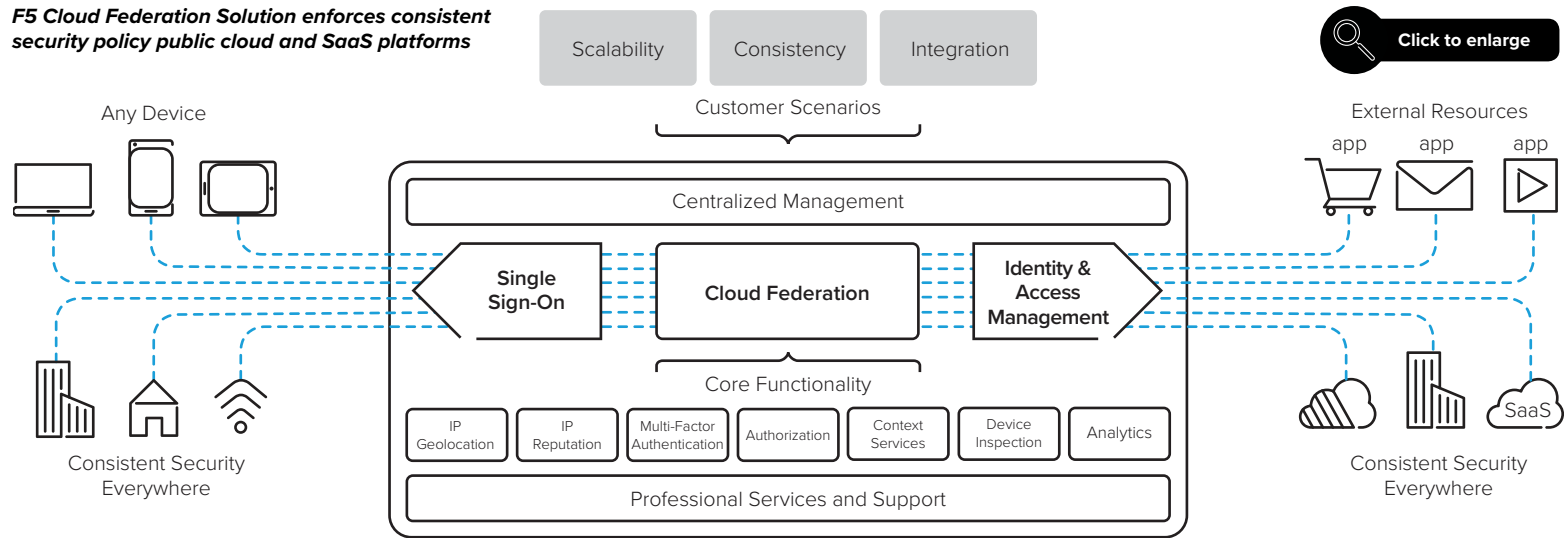 F5 Cloud Federation Solution enforces consistent
security policy public cloud and SaaS platforms
Scalability
Consistency
Integration
Click to enlarge
Customer Scenarios
Any Device
External Resources
app
app
app
Centralized Management
Single
Sign-On
Cloud Federation
Identity &
Access
Management
Core Functionality
IP
Geolocation
IP
Reputation
Multi-Factor
Authentication
Authorization
Context
Services
Device
Inspection
Analytics
SaaS
Consistent Security
Everywhere
Professional Services and Support
Consistent Security
Everywhere